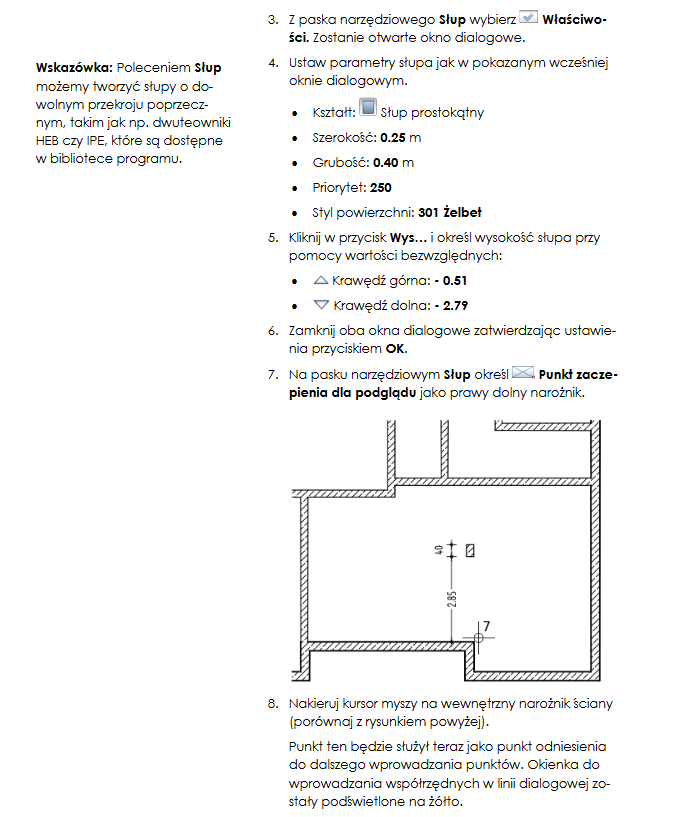 3. Z paska narzędziowego Słup wybierz Właściwo-
ści. Zostanie otwarte okno dialogowe.
Wskazówka: Poleceniem Słup
możemy tworzyć słupy o do-
wolnym przekroju poprzecz-
nym, takim jak np. dwuteowniki
HEB czy IPE, które są dostępne
w bibliotece programu.
4. Ustaw parametry słupa jak w pokazanym wcześniej
oknie dialogowym.
• Kształt: Słup prostokątny
• Szerokość: 0.25 m
• Grubość: 0.40 m
• Priorytet: 250
• Styl powierzchni: 301 Żelbet
5. Kliknij w przycisk Wys... i określ wysokość słupa przy
pomocy wartości bezwzględnych:
• Krawędź górna: - 0.51
• Krawędź dolna: - 2.79
6. Zamknij oba okna dialogowe zatwierdzając ustawie-
nia przyciskiem OK.
7. Na pasku narzędziowym Słup określ Punkt zacze-
pienia dla podglądu jako prawy dolny narożnik.
40
2.85
7
8. Nakieruj kursor myszy na wewnętrzny narożnik ściany
(porównaj z rysunkiem powyżej).
Punkt ten będzie służył teraz jako punkt odniesienia
do dalszego wprowadzania punktów. Okienka do
wprowadzania współrzędnych w linii dialogowej zo-
stały podświetlone na żółto.